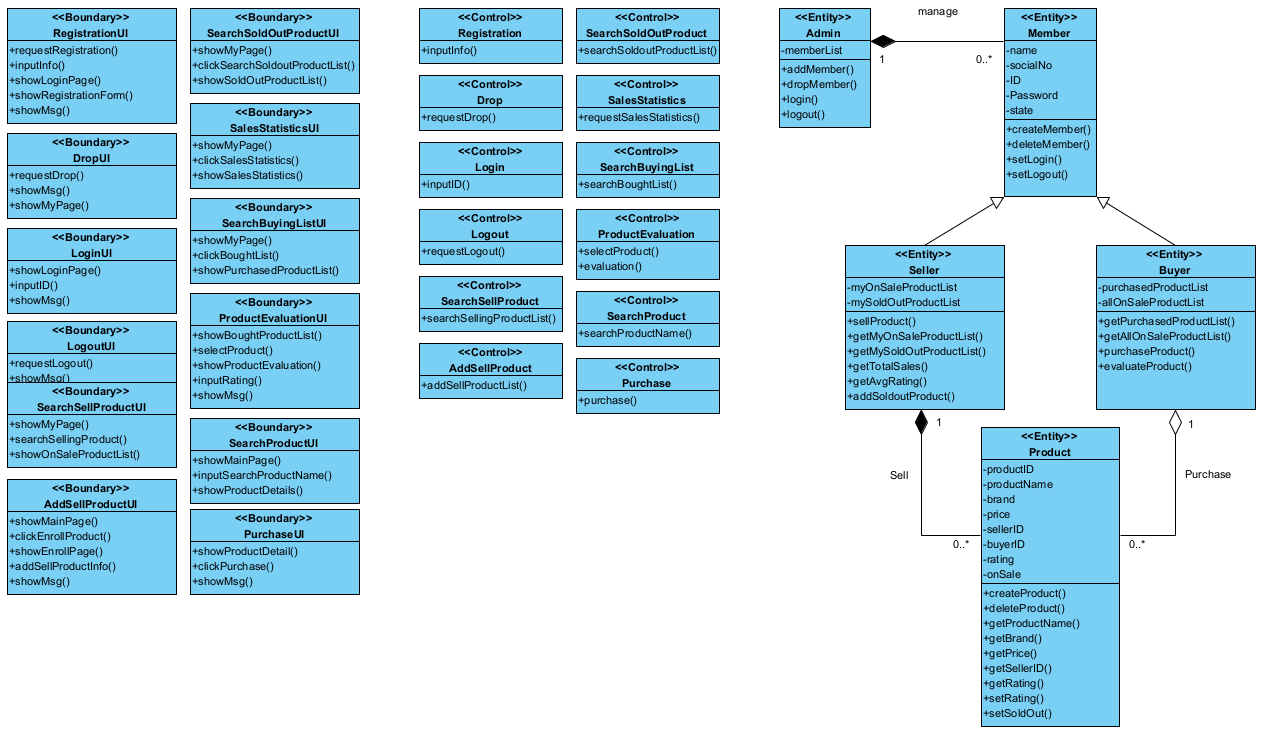 <<Boundary>>
RegistrationUI
+requestRegistration()
+inputInfo()
+showLoginPage()
+showRegistrationForm()
+showMsg()
<<Boundary>>
DropUI
+requestDrop()
+showMsg()
+showMyPage()
<<Boundary>>
LoginUI
+showLoginPage()
+inputID()
+showMsg()
<<Boundary>>
LogoutUI
+requestLogout()
+showMsg()
<<Boundary>>
SearchSellProductUI
+showMyPage()
+searchSellingProduct()
+showOnSaleProductList()
<<Boundary>>
AddSellProductUI
+showMainPage()
+clickEnrollProduct()
+showEnrollPage()
+addSellProductInfo()
+showMsg()
<<Boundary>>
SearchSoldOutProductUI
+showMyPage()
+clickSearchSoldoutProductList()
+showSoldOutProductList()
<<Boundary>>
SalesStatisticsUI
+showMyPage()
+clickSalesStatistics()
+showSalesStatistics()
<<Boundary>>
SearchBuyingListUI
+showMyPage()
+clickBoughtList()
+showPurchasedProductList()
<<Boundary>>
ProductEvaluationUI
+showBoughtProductList()
+selectProduct()
+showProductEvaluation()
+inputRating()
+showMsg()
<<Boundary>>
SearchProductUI
+showMainPage()
+inputSearchProductName()
+showProductDetails()
<<Boundary>>
PurchaseUI
+showProductDetail()
+clickPurchase()
+showMsg()
<<Control>>
Registration
+inputInfo()
<<Control>>
Drop
+requestDrop()
<<Control>>
Login
+inputID()
<<Control>>
Logout
+requestLogout()
<<Control>>
SearchSellProduct
+searchSellingProductList()
<<Control>>
AddSellProduct
+addSellProductList()
<<Control>>
SearchSoldOutProduct
+searchSoldoutProductList()
<<Control>>
SalesStatistics
+requestSalesStatistics()
<<Control>>
SearchBuyingList
+searchBoughtList()
<<Control>>
ProductEvaluation
+selectProduct()
+evaluation()
<<Control>>
SearchProduct
+searchProductName()
<<Control>>
Purchase
+purchase()
<<Entity>>
Admin
-memberList
+addMember()
+dropMember()
+login()
+logout()
manage
1
0..*
<<Entity>>
Member
-name
-socialNo
-ID
-Password
-state
+createMember()
+deleteMember()
+setLogin()
+setLogout()
<<Entity>>
Seller
-myOnSaleProductList
-mySoldOutProductList
+sellProduct()
+getMyOnSaleProductList()
+getMySoldOutProductList()
+getTotalSales()
+getAvgRating()
+addSoldoutProduct()
<<Entity>>
Buyer
-purchasedProductList
-allOnSaleProductList
+getPurchasedProductList()
+getAllOnSaleProductList()
+purchaseProduct()
+evaluateProduct()
1
Sell
0..*
1
Purchase
0..*
<<Entity>>
Product
-productID
-productName
-brand
-price
-sellerID
-buyerID
-rating
-onSale
+createProduct()
+deleteProduct()
+getProductName()
+getBrand()
+getPrice()
+getSellerID()
+getRating()
+setRating()
+setSoldOut()